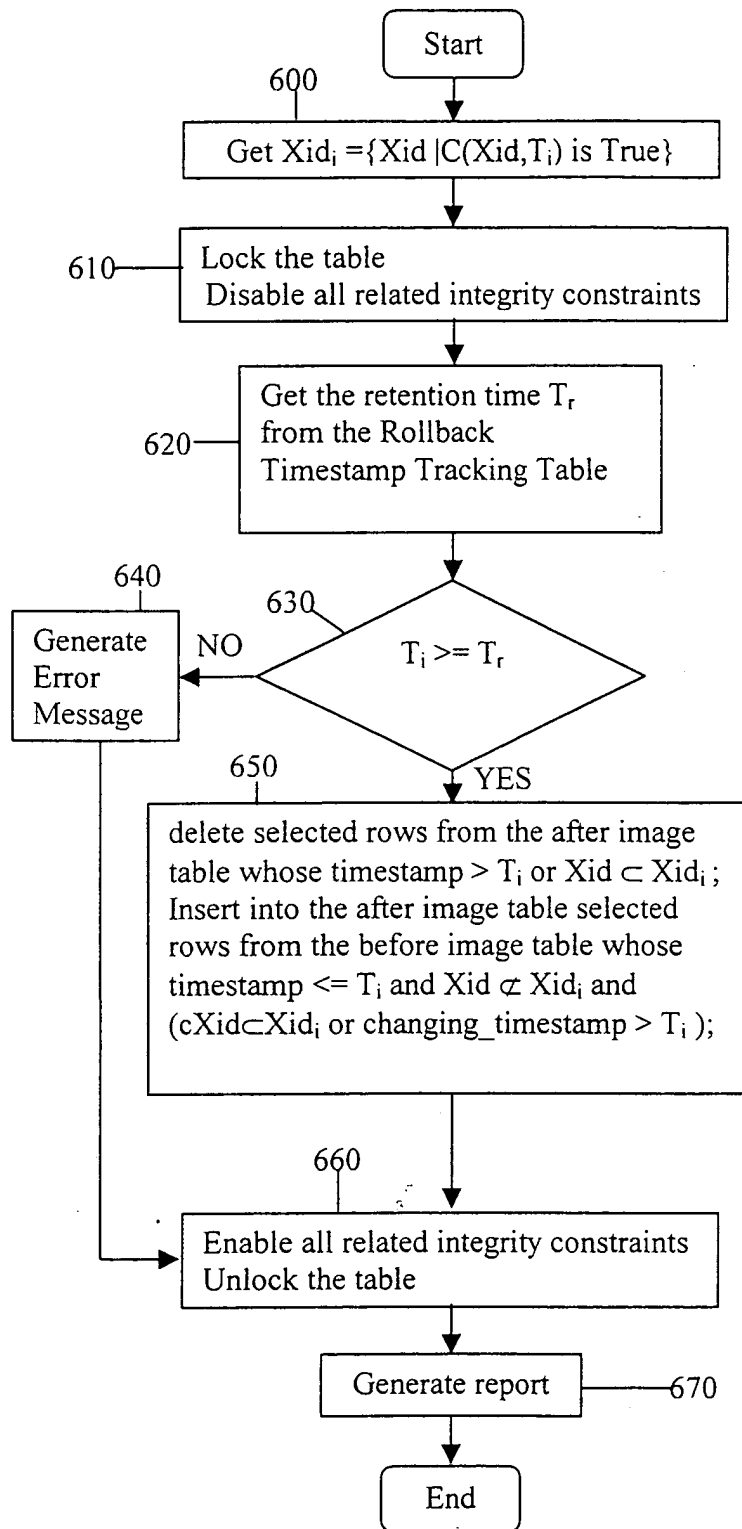 Start
600
Get Xidᵢ ={Xid |C(Xid,Tᵢ) is True}
610
Lock the table
Disable all related integrity constraints
620
Get the retention time Tᵣ
from the Rollback
Timestamp Tracking Table
630
Tᵢ >= Tᵣ
NO
640
Generate
Error
Message
YES
650
delete selected rows from the after image
table whose timestamp > Tᵢ or Xid ⊂ Xidᵢ ;
Insert into the after image table selected
rows from the before image table whose
timestamp <= Tᵢ and Xid ⊄ Xidᵢ and
(cXid⊂Xidᵢ or changing_timestamp > Tᵢ );
660
Enable all related integrity constraints
Unlock the table
Generate report
670
End